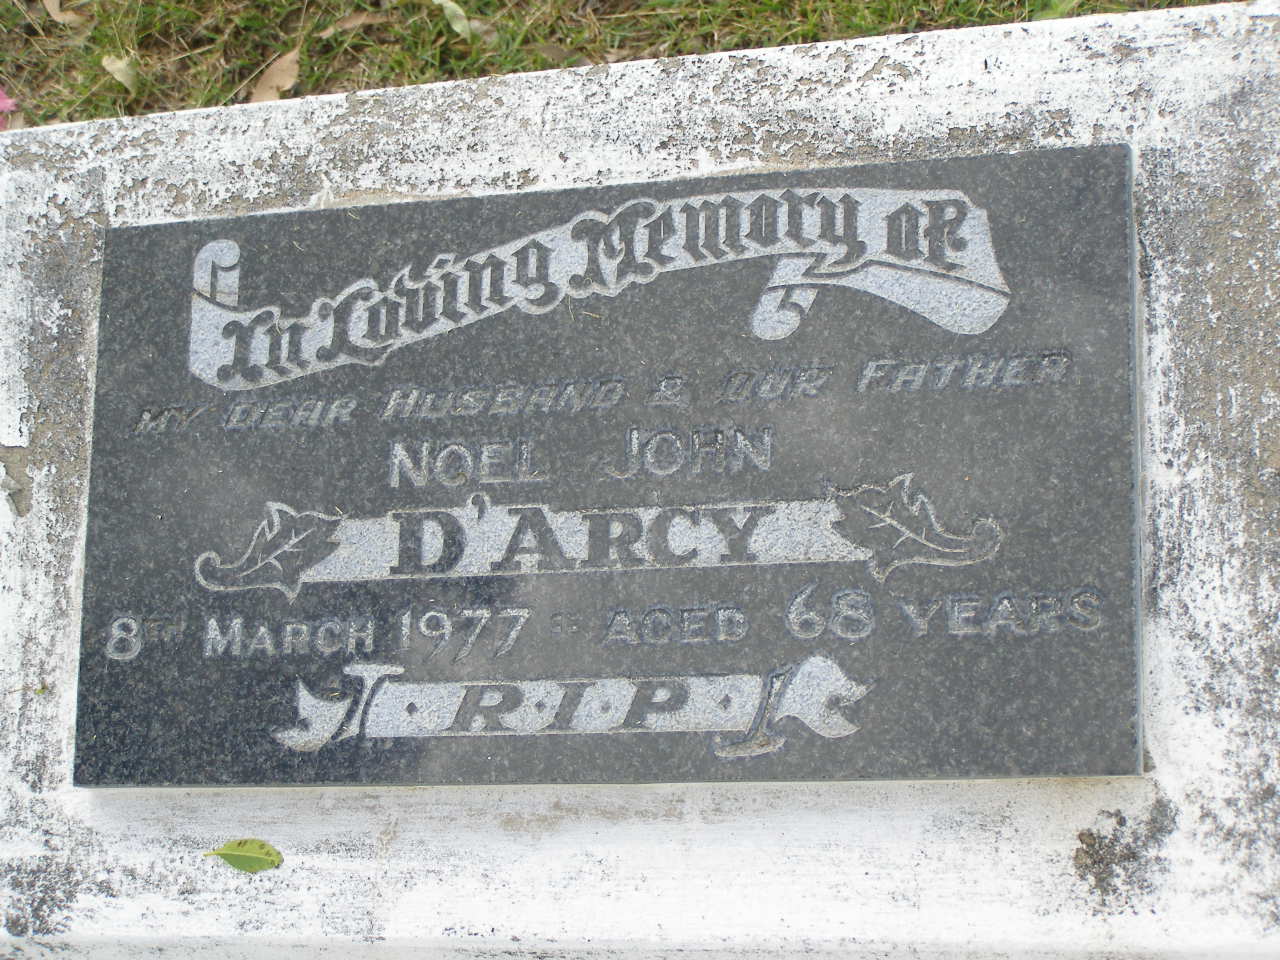 In Loving Memory OF
MY DEAR HUSBAND & OUR FATHER
NOEL JOHN
D'ARCY
8TH MARCH 1977 :: AGED 68 YEARS
· R · I · P ·